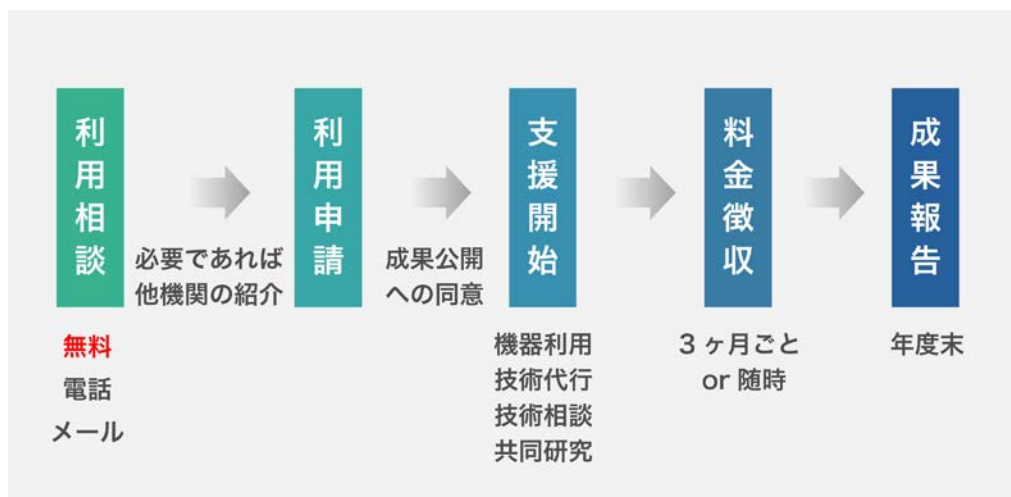 利用相談
必要であれば
他機関の紹介
利用申請
成果公開
への同意
支援開始
料金徴収
成果報告
無料
電話
メール
機器利用
技術代行
技術相談
共同研究
3ヶ月ごと
or 随時
年度末